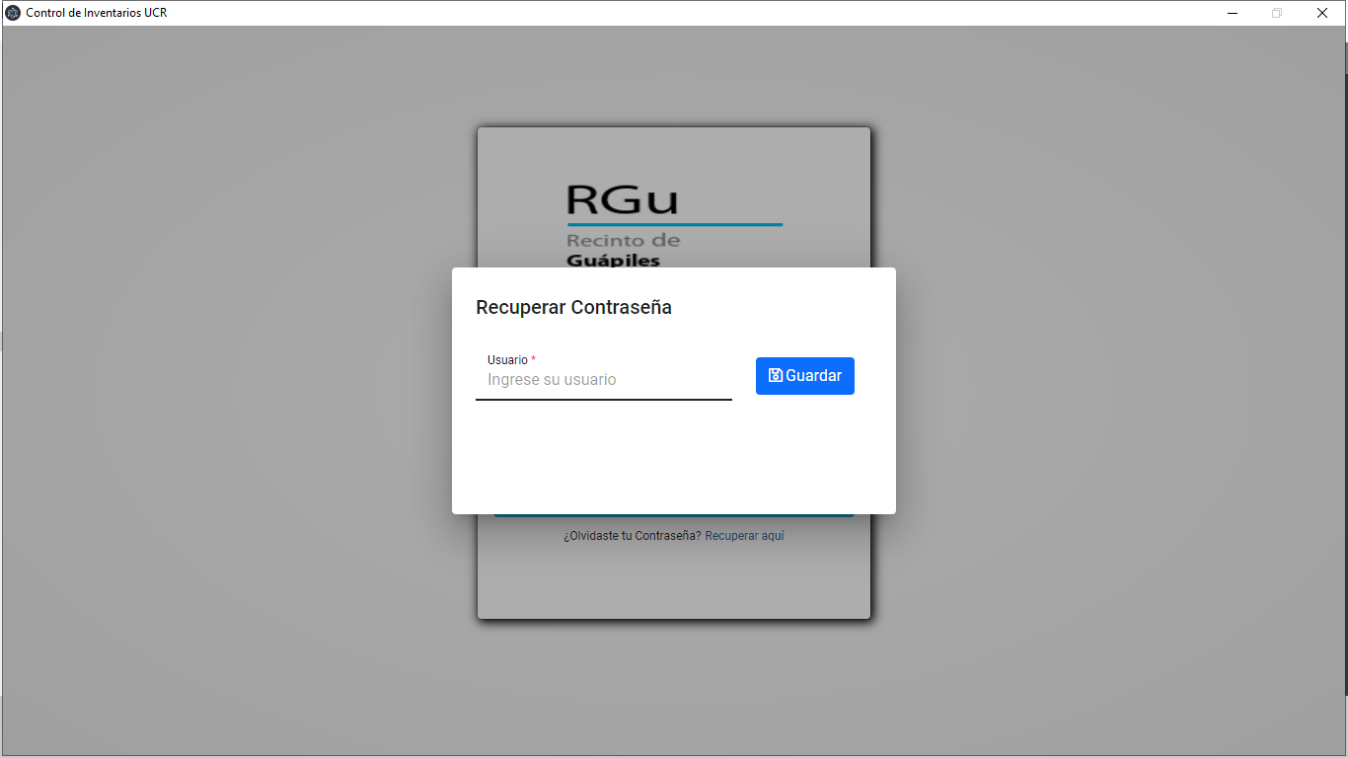 Control de Inventarios UCR
RGu
Recinto de
Guápiles
Recuperar Contraseña
Usuario *
Ingrese su usuario
Guardar
¿Olvidaste tu Contraseña? Recuperar aquí